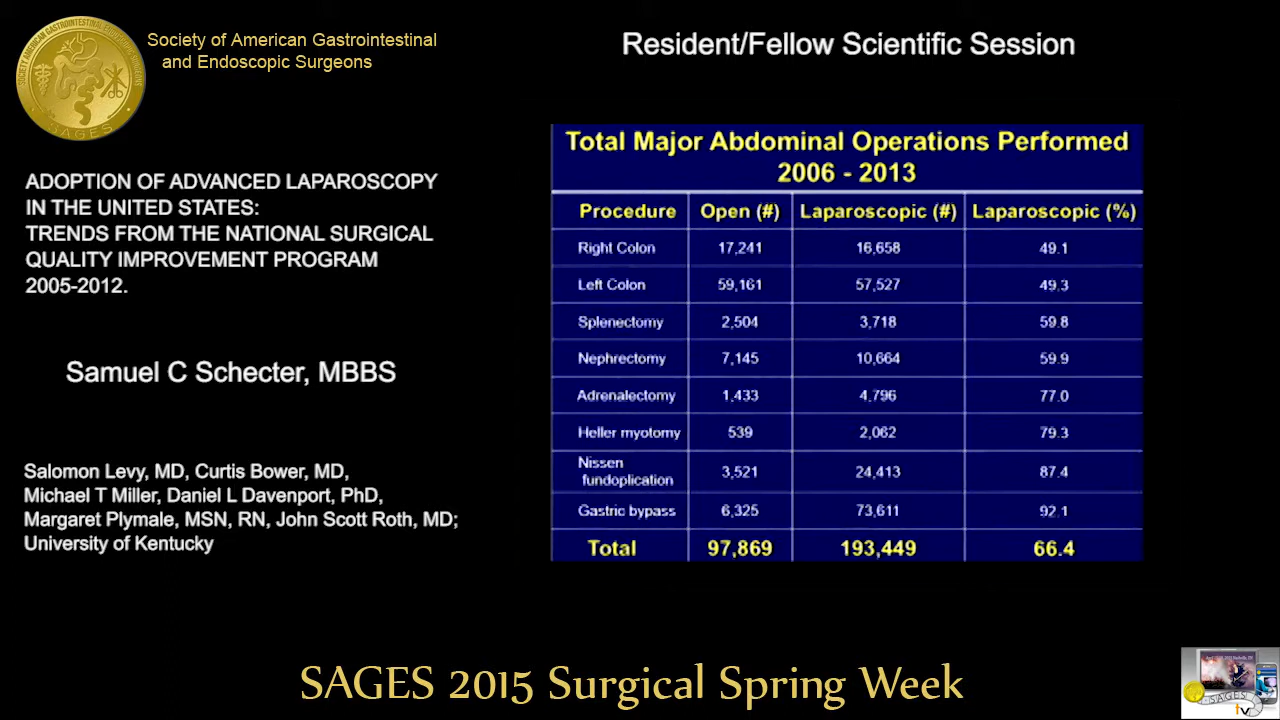 Society of American Gastrointestinal
and Endoscopic Surgeons
Resident/Fellow Scientific Session
ADOPTION OF ADVANCED LAPAROSCOPY
IN THE UNITED STATES:
TRENDS FROM THE NATIONAL SURGICAL
QUALITY IMPROVEMENT PROGRAM
2005-2012.
Samuel C Schecter, MBBS
Salomon Levy, MD, Curtis Bower, MD,
Michael T Miller, Daniel L Davenport, PhD,
Margaret Plymale, MSN, RN, John Scott Roth, MD;
University of Kentucky
Total Major Abdominal Operations Performed
2006 - 2013
Procedure Open (#) Laparoscopic (#) Laparoscopic (%)
Right Colon 17,241 16,658 49.1
Left Colon 59,161 57,527 49.3
Splenectomy 2,504 3,718 59.8
Nephrectomy 7,145 10,664 59.9
Adrenalectomy 1,433 4,796 77.0
Heller myotomy 539 2,062 79.3
Nissen
fundoplication 3,521 24,413 87.4
Gastric bypass 6,325 73,611 92.1
Total 97,869 193,449 66.4
SAGES 2015 Surgical Spring Week
SAGES